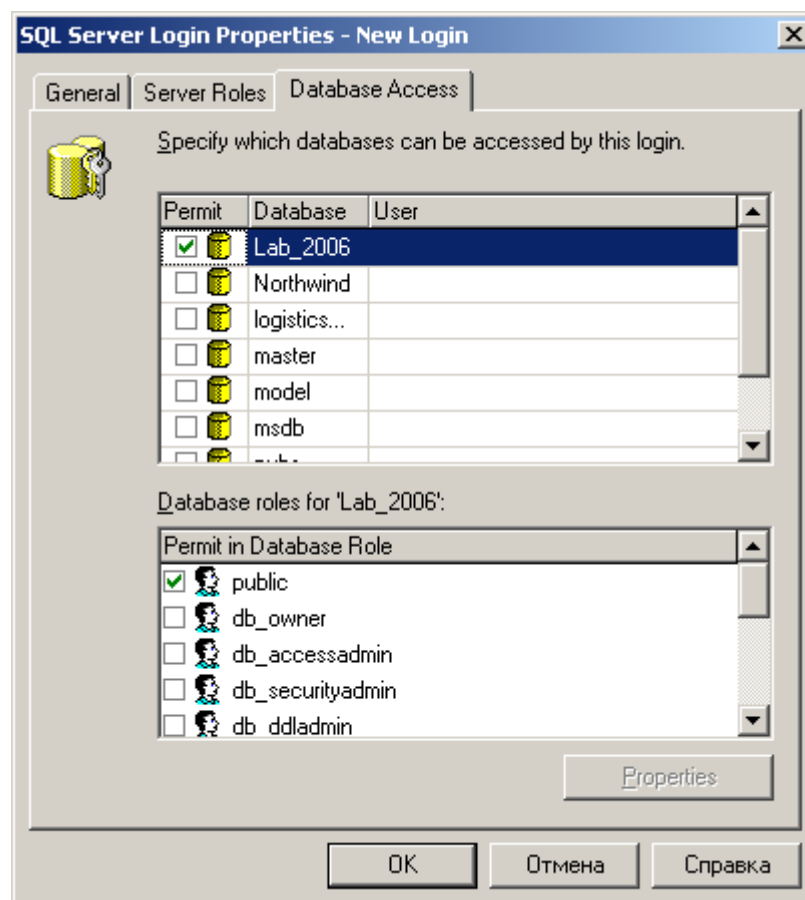 SQL Server Login Properties - New Login
General Server Roles Database Access
Specify which databases can be accessed by this login.
Permit Database User
Lab_2006
Northwind
logistics...
master
model
msdb
Database roles for 'Lab_2006':
Permit in Database Role
public
db_owner
db_accessadmin
db_securityadmin
db_ddladmin
Properties
OK Отмена Справка